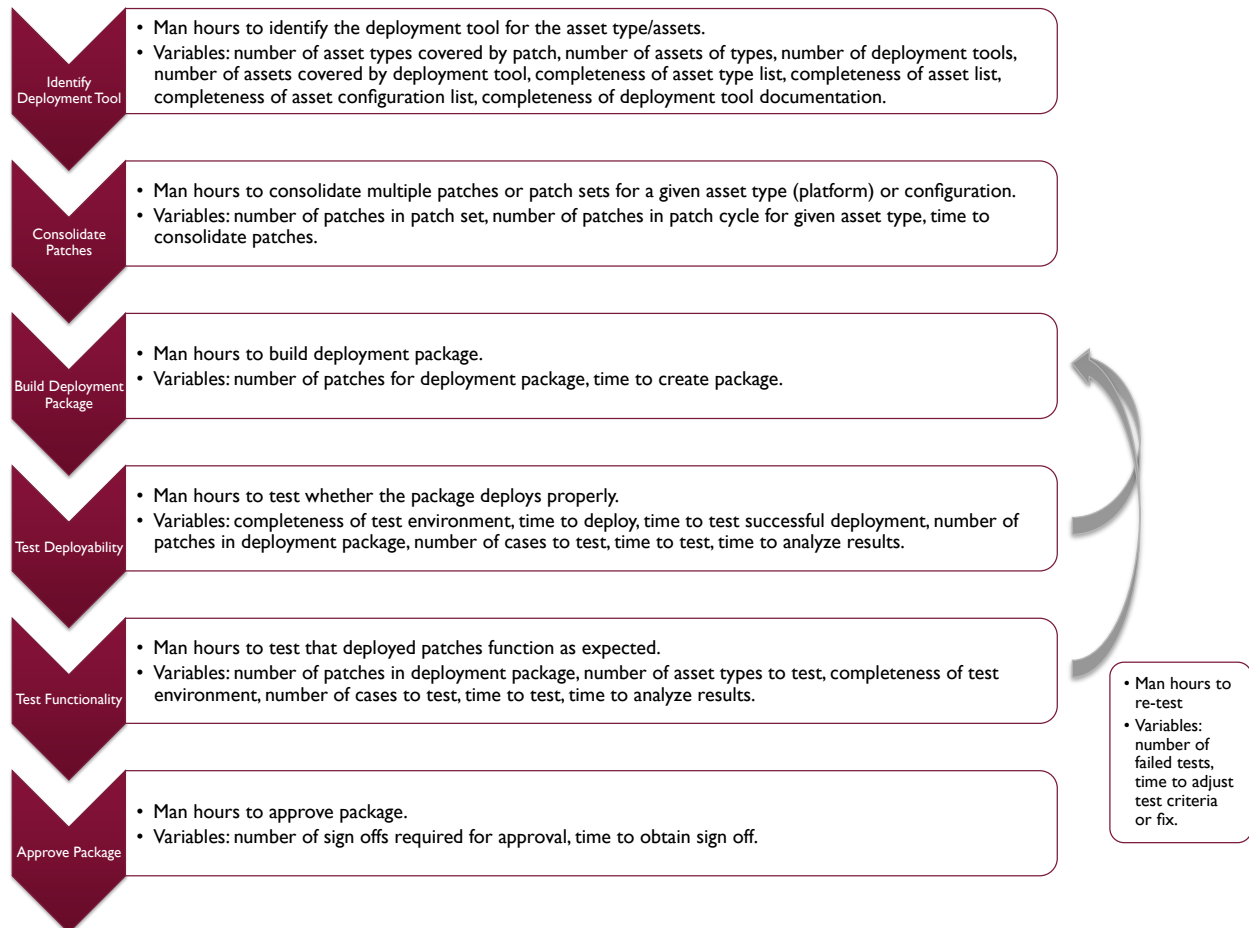 Identify
Deployment Tool
• Man hours to identify the deployment tool for the asset type/assets.
• Variables: number of asset types covered by patch, number of assets of types, number of deployment tools,
number of assets covered by deployment tool, completeness of asset type list, completeness of asset list,
completeness of asset configuration list, completeness of deployment tool documentation.
Consolidate
Patches
• Man hours to consolidate multiple patches or patch sets for a given asset type (platform) or configuration.
• Variables: number of patches in patch set, number of patches in patch cycle for given asset type, time to
consolidate patches.
Build Deployment
Package
• Man hours to build deployment package.
• Variables: number of patches for deployment package, time to create package.
Test Deployability
• Man hours to test whether the package deploys properly.
• Variables: completeness of test environment, time to deploy, time to test successful deployment, number of
patches in deployment package, number of cases to test, time to test, time to analyze results.
Test Functionality
• Man hours to test that deployed patches function as expected.
• Variables: number of patches in deployment package, number of asset types to test, completeness of test
environment, number of cases to test, time to test, time to analyze results.
• Man hours to
re-test
• Variables:
number of
failed tests,
time to adjust
test criteria
or fix.
Approve Package
• Man hours to approve package.
• Variables: number of sign offs required for approval, time to obtain sign off.